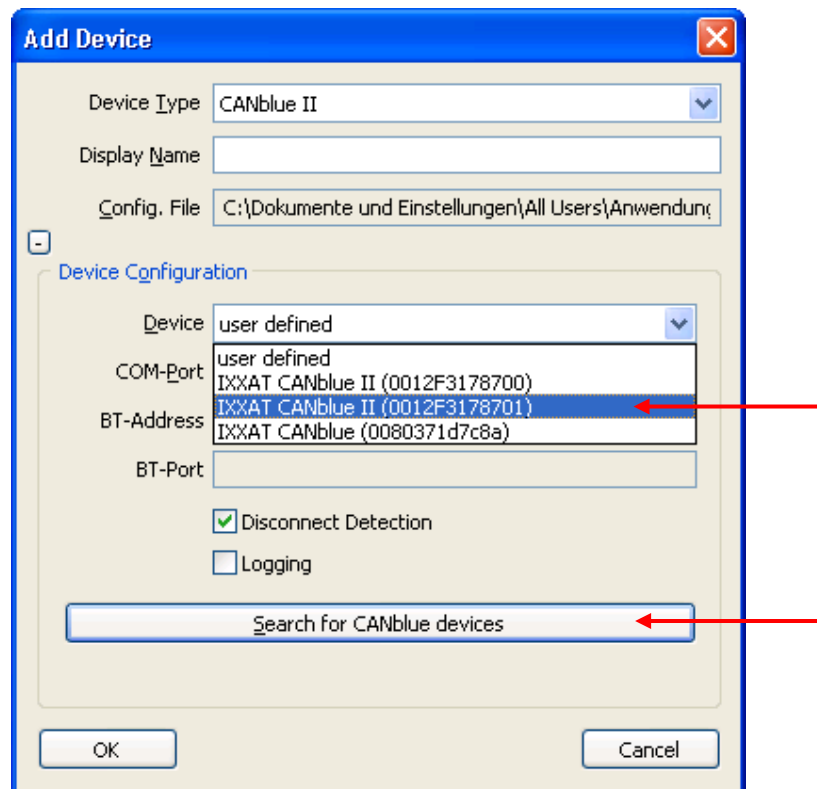 Add Device
Device Type CANblue II
Display Name
Config. File C:\Dokumente und Einstellungen\All Users\Anwendung
-
Device Configuration
Device user defined
user defined
COM-Port IXXAT CANblue II (0012F3178700)
IXXAT CANblue II (0012F3178701)
BT-Address IXXAT CANblue (0080371d7c8a)
BT-Port
Disconnect Detection
Logging
Search for CANblue devices
OK Cancel